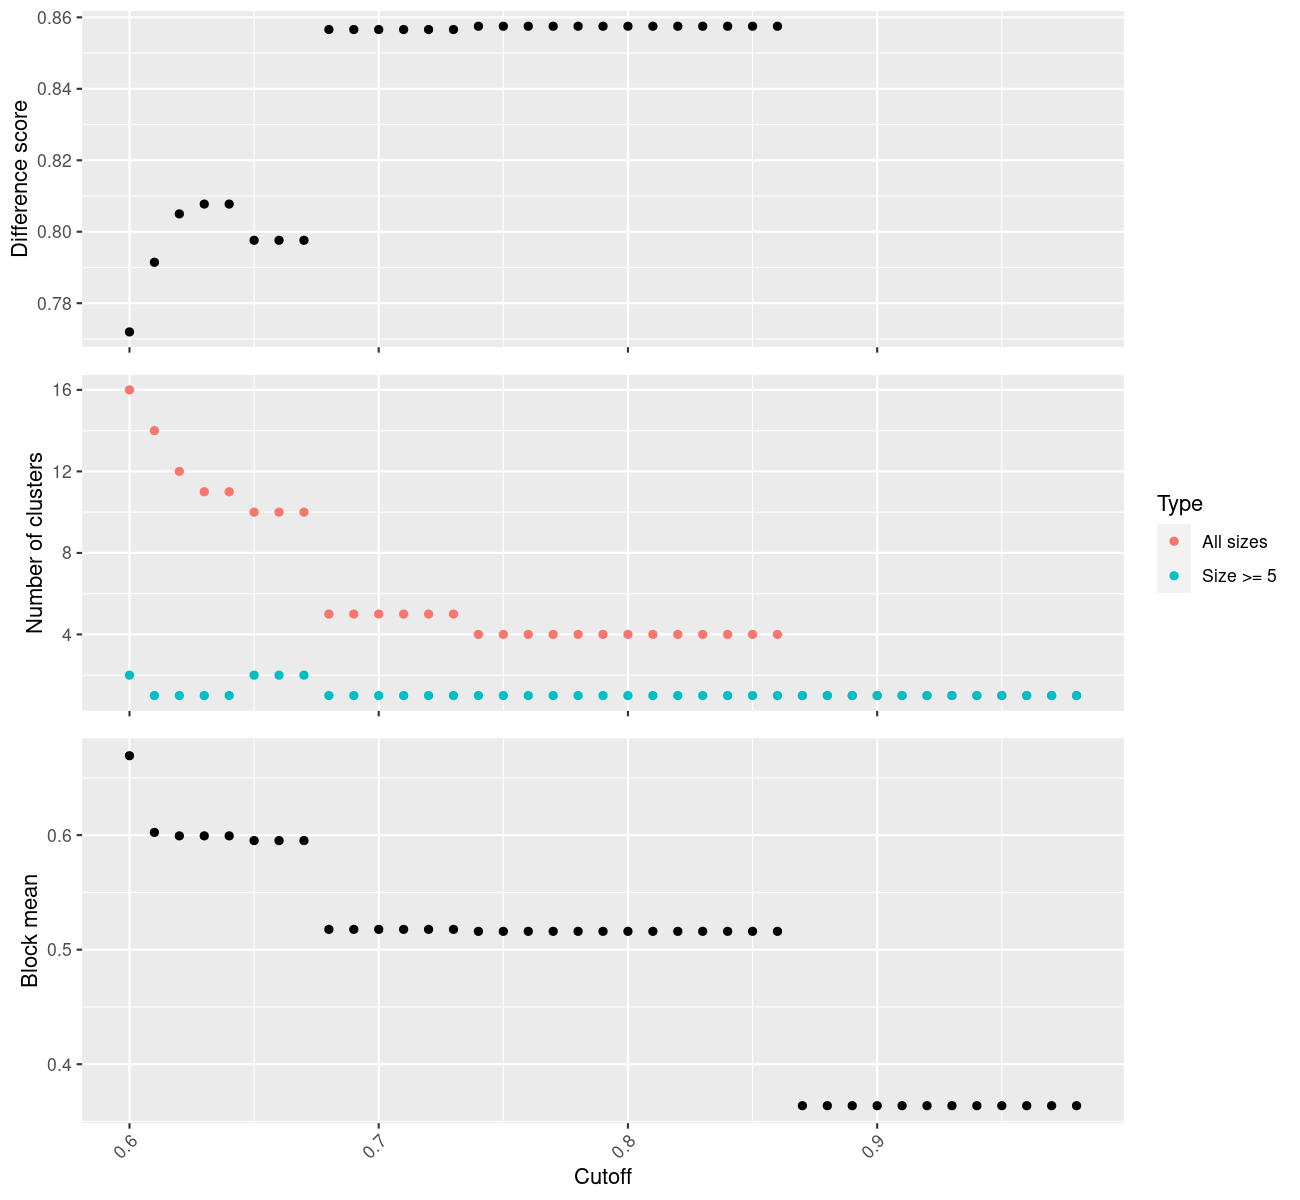 Difference score
0.86
0.84
0.82
0.80
0.78
Number of clusters
16
12
8
4
Type
All sizes
Size >= 5
Block mean
0.6
0.5
0.4
0.6
0.7
0.8
0.9
Cutoff